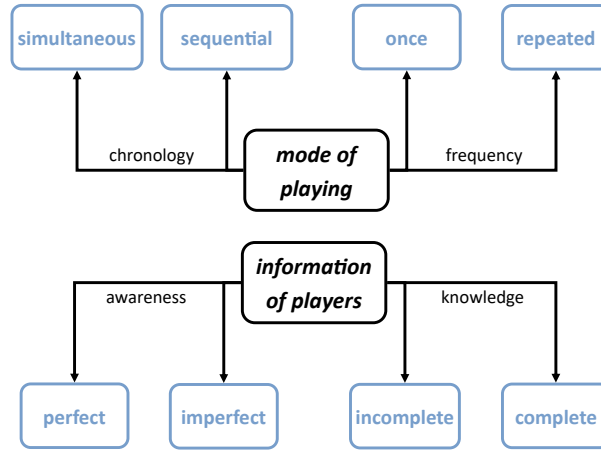 simultaneous
sequential
once
repeated
chronology
mode of
playing
frequency
information
of players
awareness
knowledge
perfect
imperfect
incomplete
complete